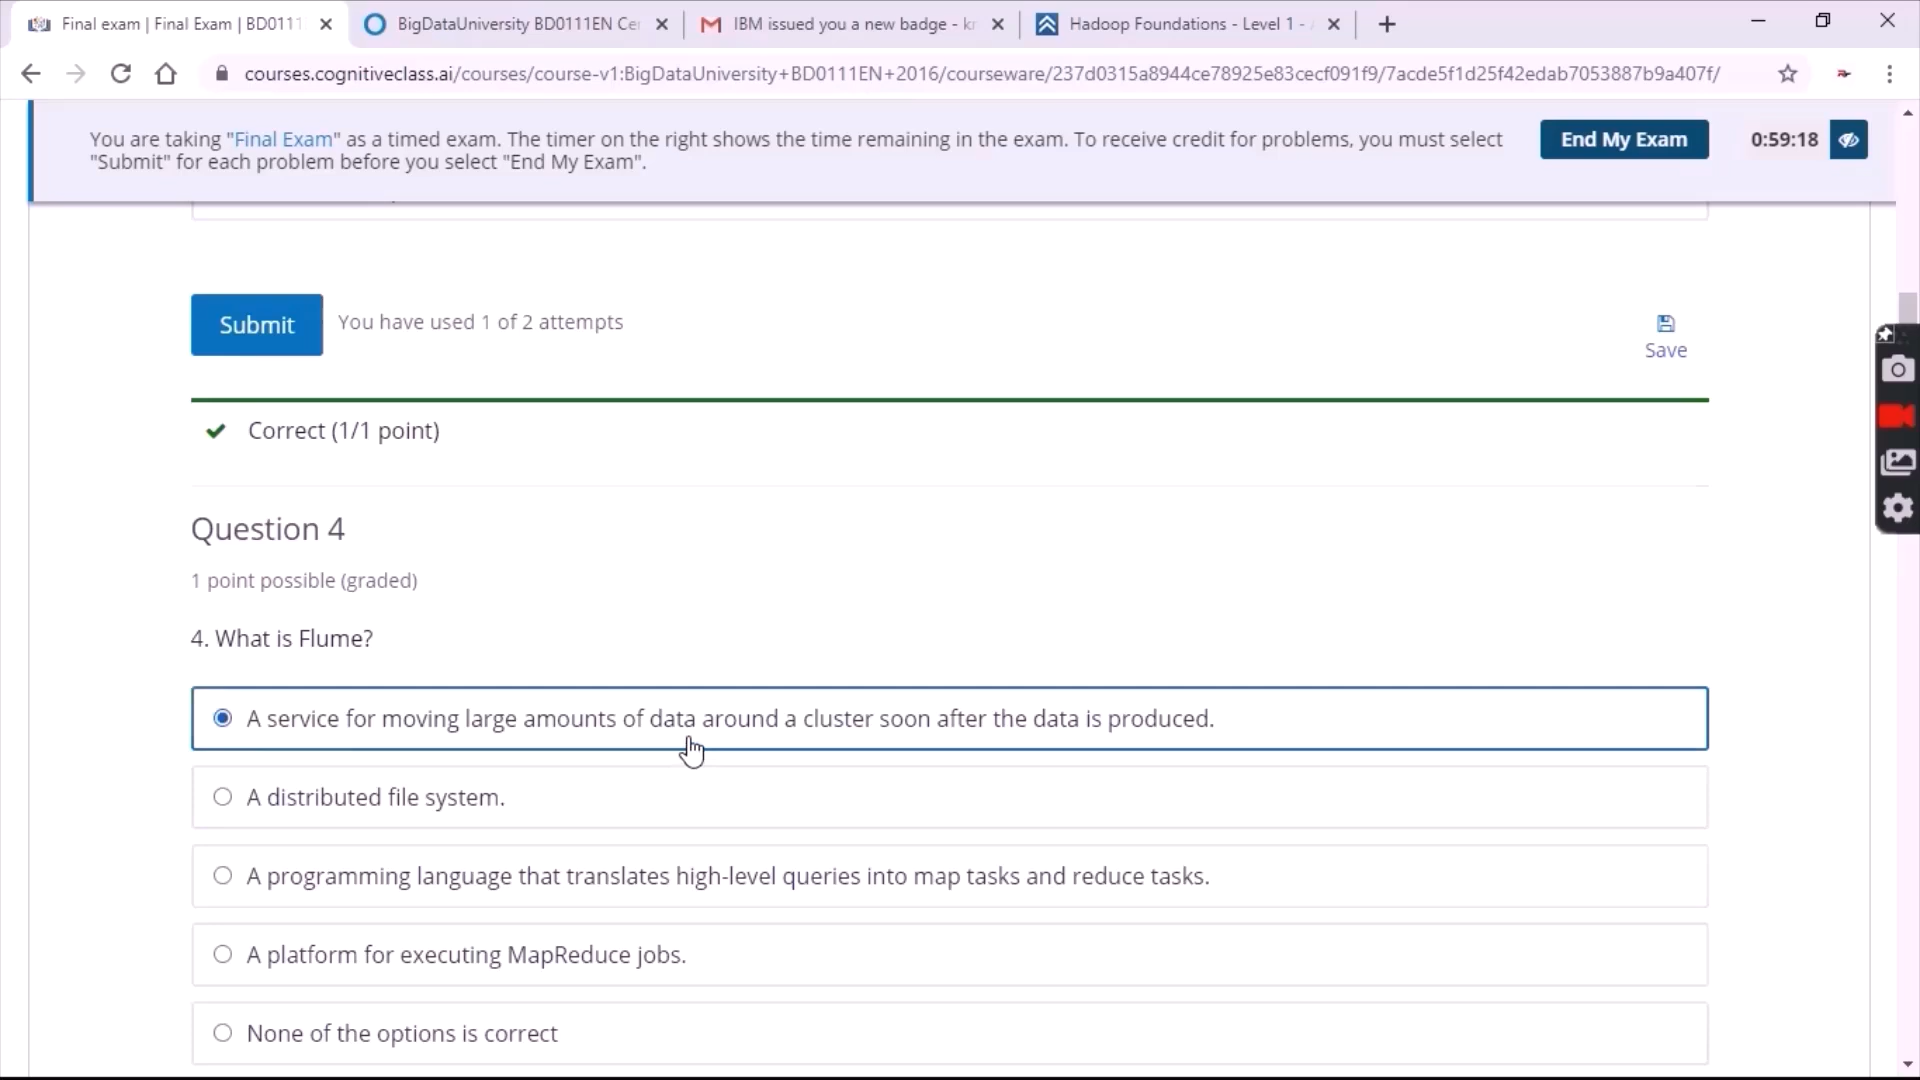 Final exam | Final Exam | BD0111
BigDataUniversity BD0111EN Cer
IBM issued you a new badge - kr
Hadoop Foundations - Level 1 -
courses.cognitiveclass.ai/courses/course-v1:BigDataUniversity+BD0111EN+2016/courseware/237d0315a8944ce78925e83cecf091f9/7acde5f1d25f42edab7053887b9a407f/
You are taking "Final Exam" as a timed exam. The timer on the right shows the time remaining in the exam. To receive credit for problems, you must select
"Submit" for each problem before you select "End My Exam".
End My Exam
0:59:18
Submit
You have used 1 of 2 attempts
Save
Correct (1/1 point)
Question 4
1 point possible (graded)
4. What is Flume?
A service for moving large amounts of data around a cluster soon after the data is produced.
A distributed file system.
A programming language that translates high-level queries into map tasks and reduce tasks.
A platform for executing MapReduce jobs.
None of the options is correct